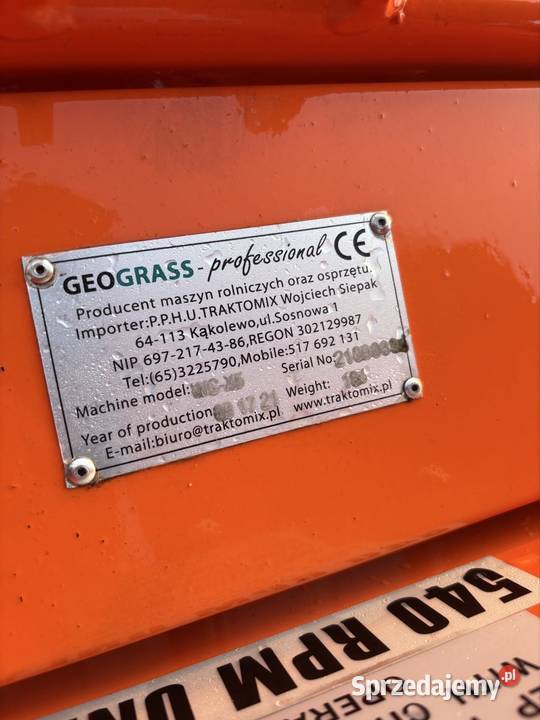 GEOGRASS - professional CE
Producent maszyn rolniczych oraz osprzętu.
Importer:P.P.H.U.TRAKTOMIX Wojciech Siepak
64-113 Kąkolewo,ul.Sosnowa 1
NIP 697-217-43-86,REGON 302129987
Tel:(65)3225790,Mobile:517 692 131
Machine model: Serial No:
Year of production Weight:
E-mail:biuro@traktomix.pl www.traktomix.pl
540 RPM
Sprzedajemy.pl